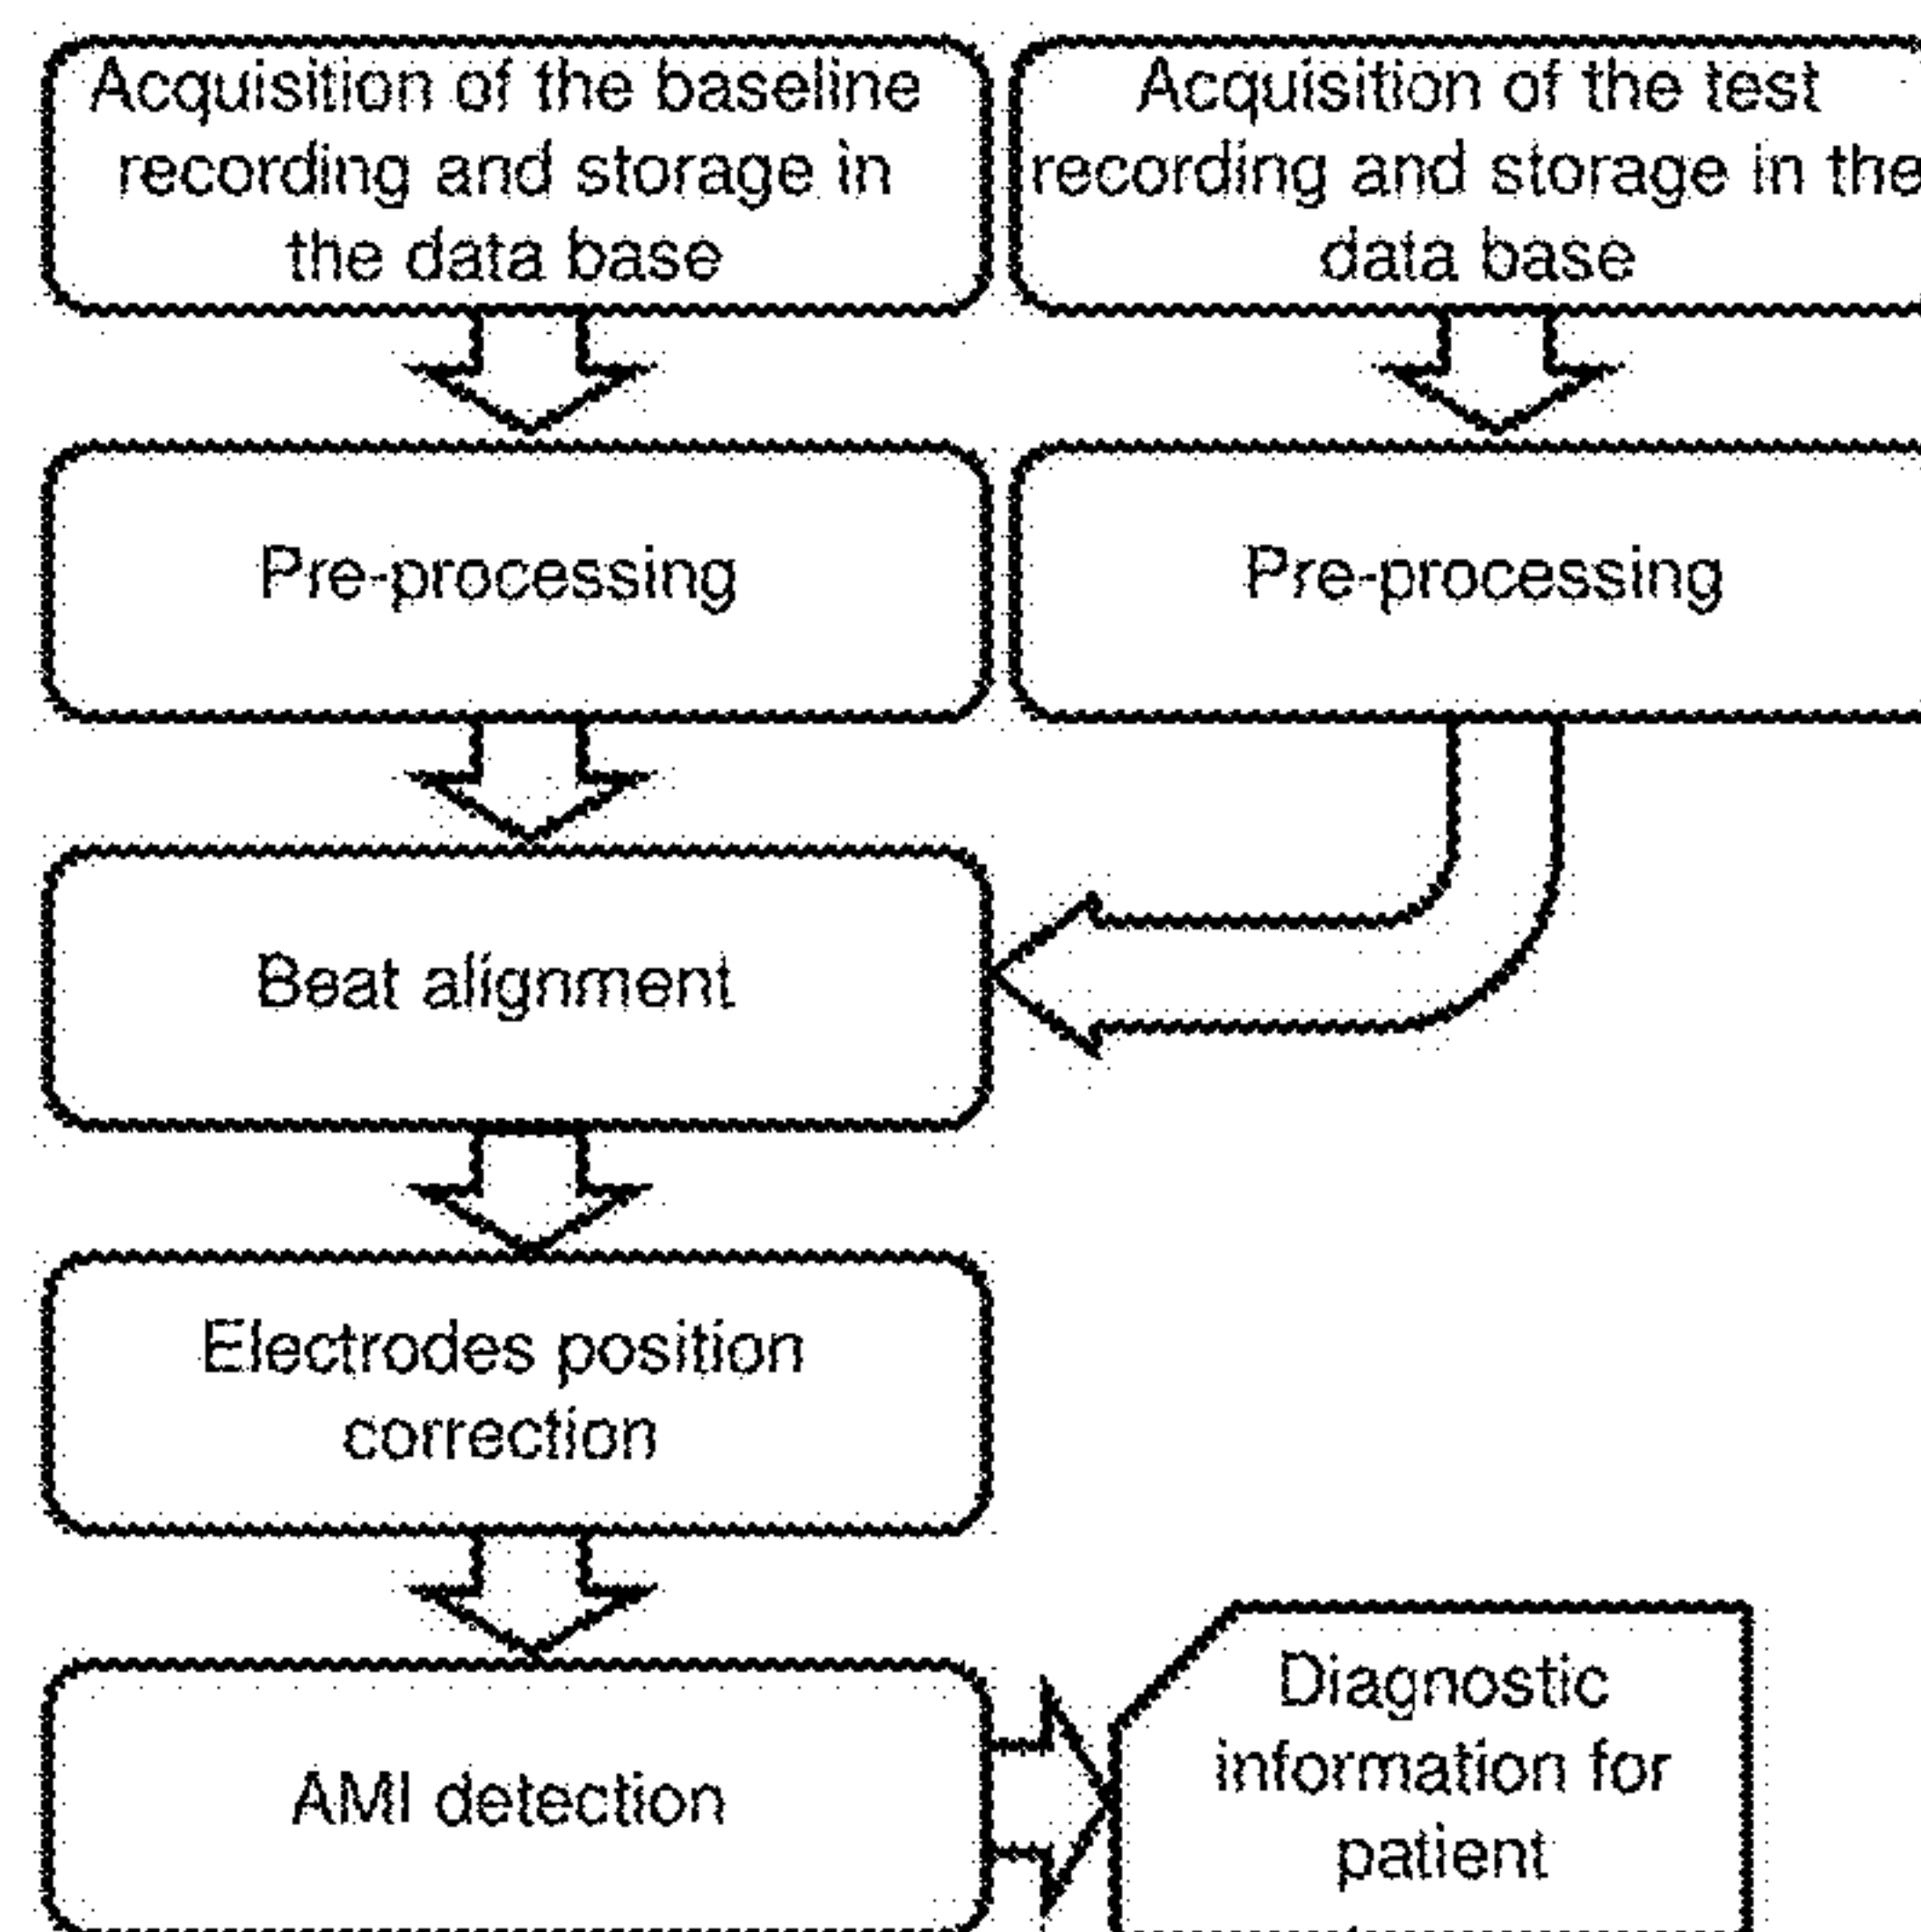 Acquisition of the baseline
recording and storage in
the data base
Acquisition of the test
recording and storage in the
data base
Pre-processing
Pre-processing
Beat alignment
Electrodes position
correction
AMI detection
Diagnostic
information for
patient